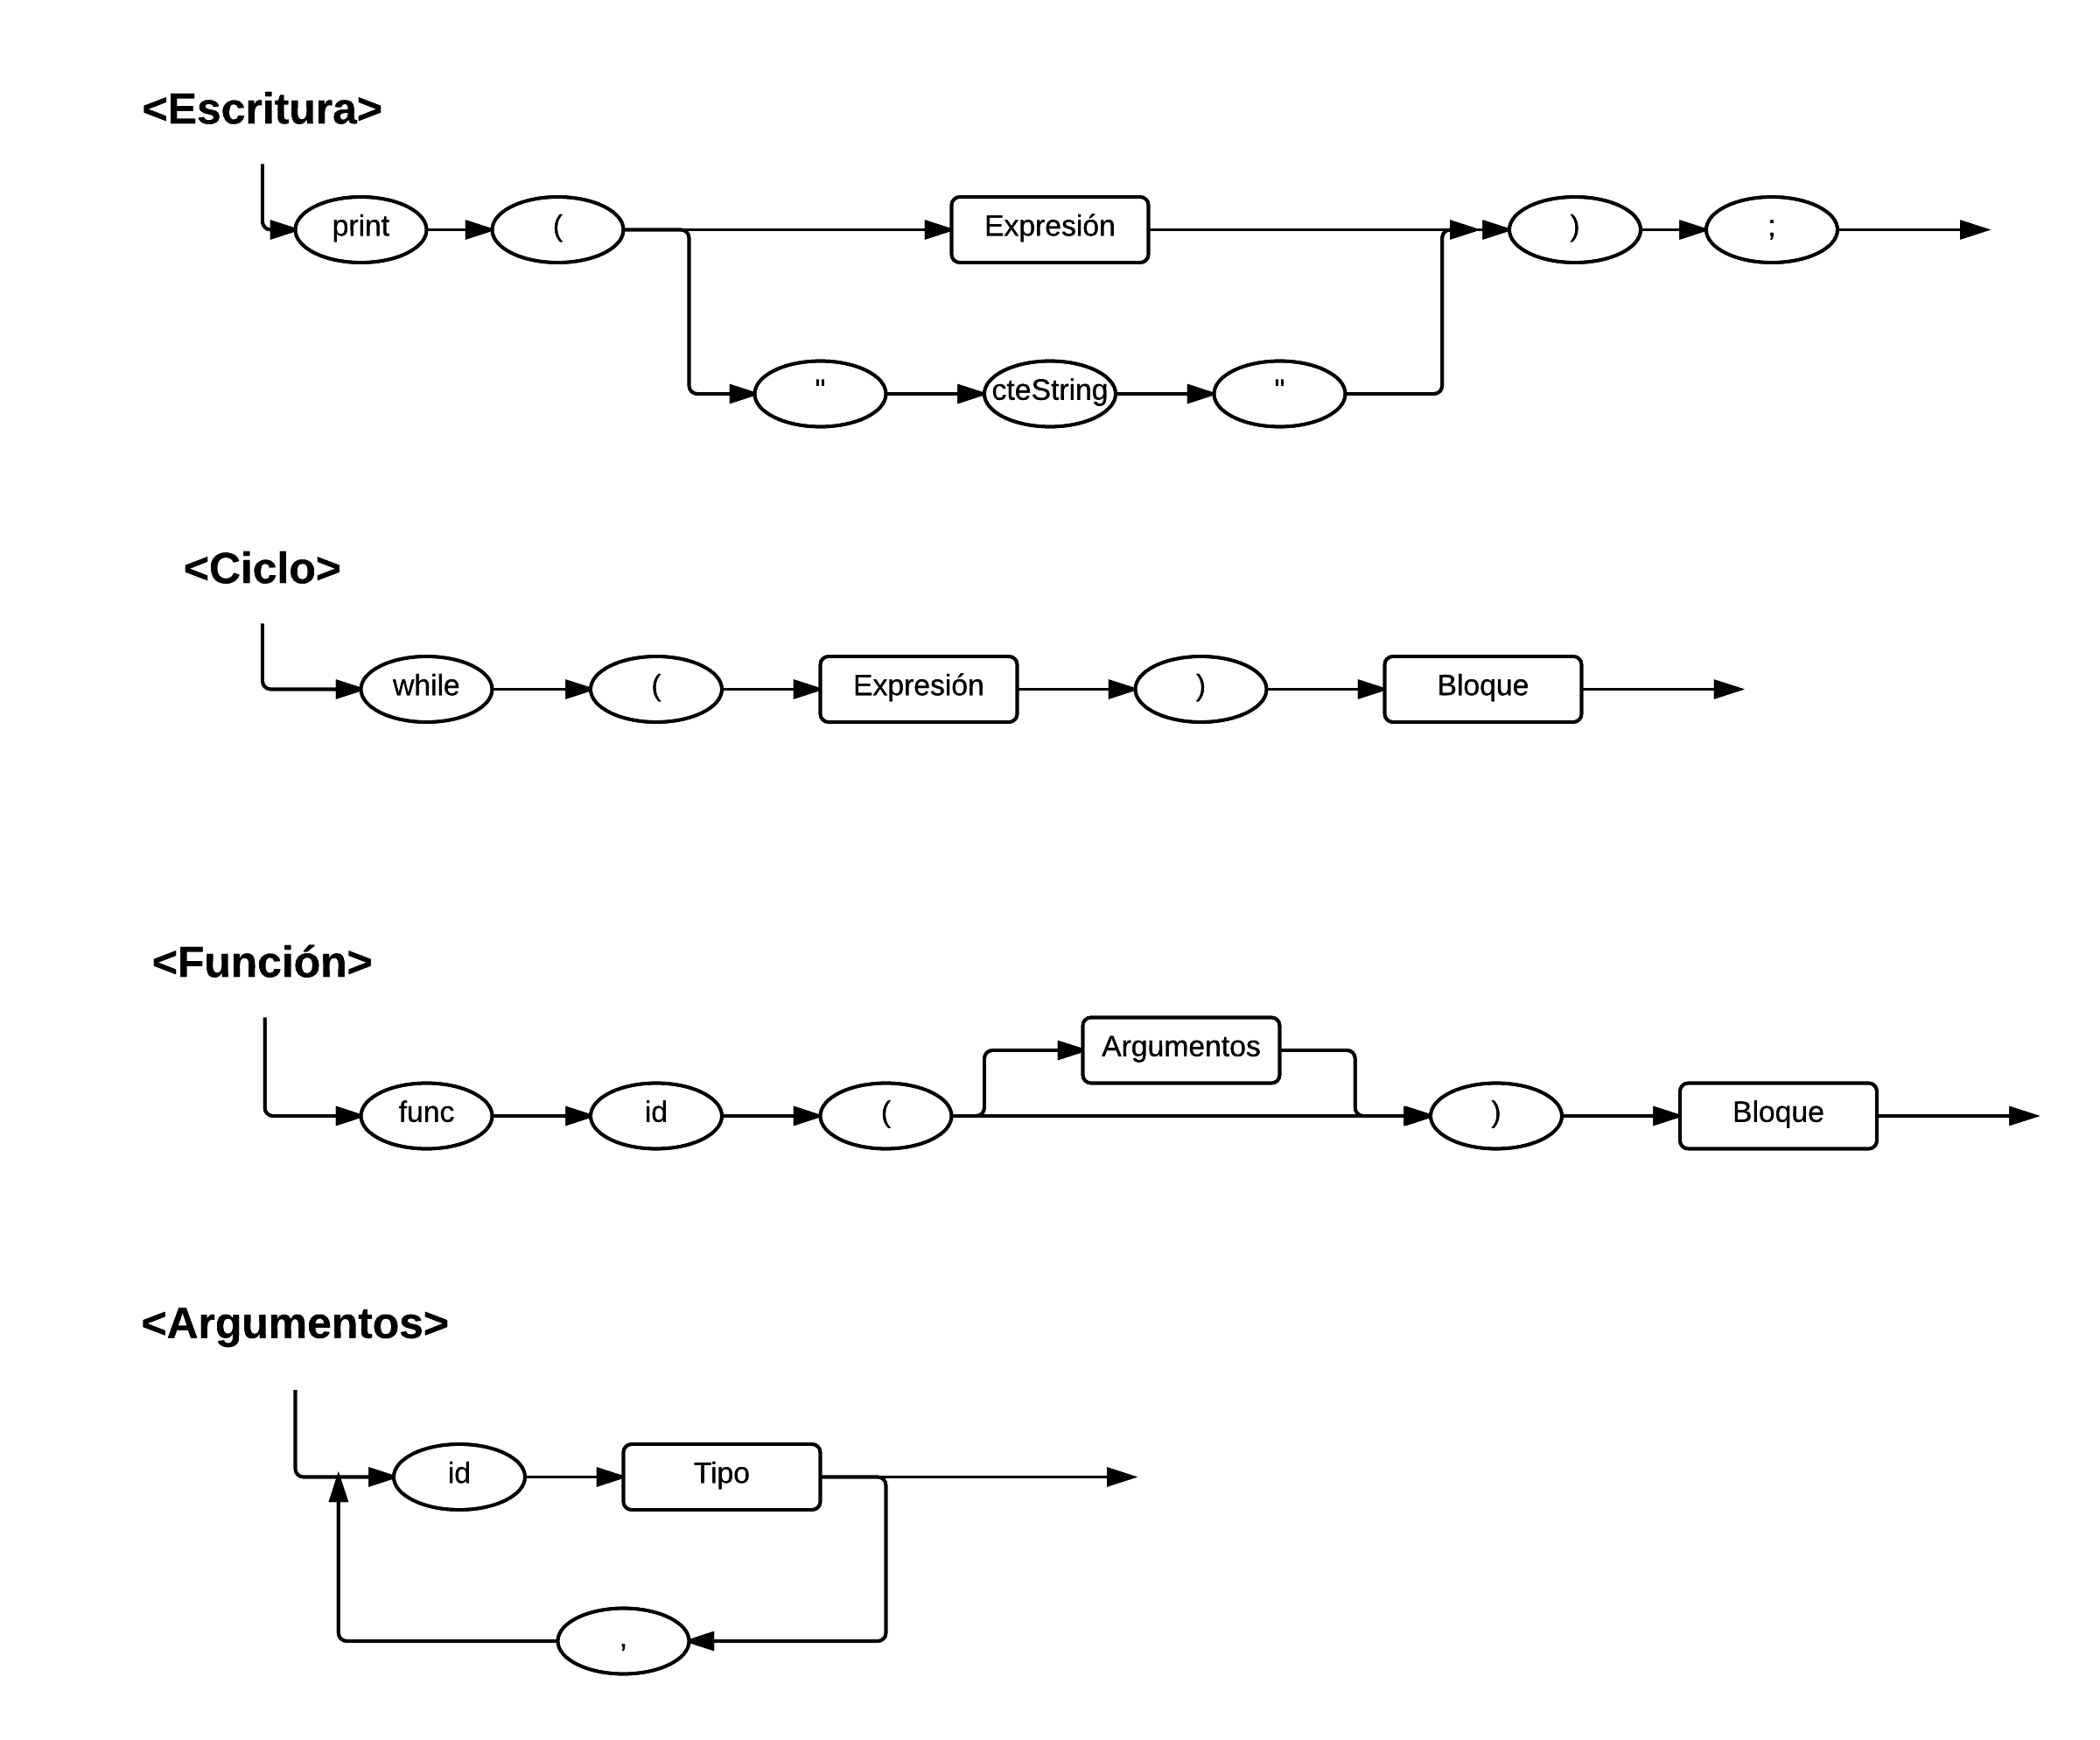 <Escritura>
print ( Expresión ) ;
" cteString "
<Ciclo>
while ( Expresión ) Bloque
<Función>
Argumentos
func id ( ) Bloque
<Argumentos>
id Tipo
,